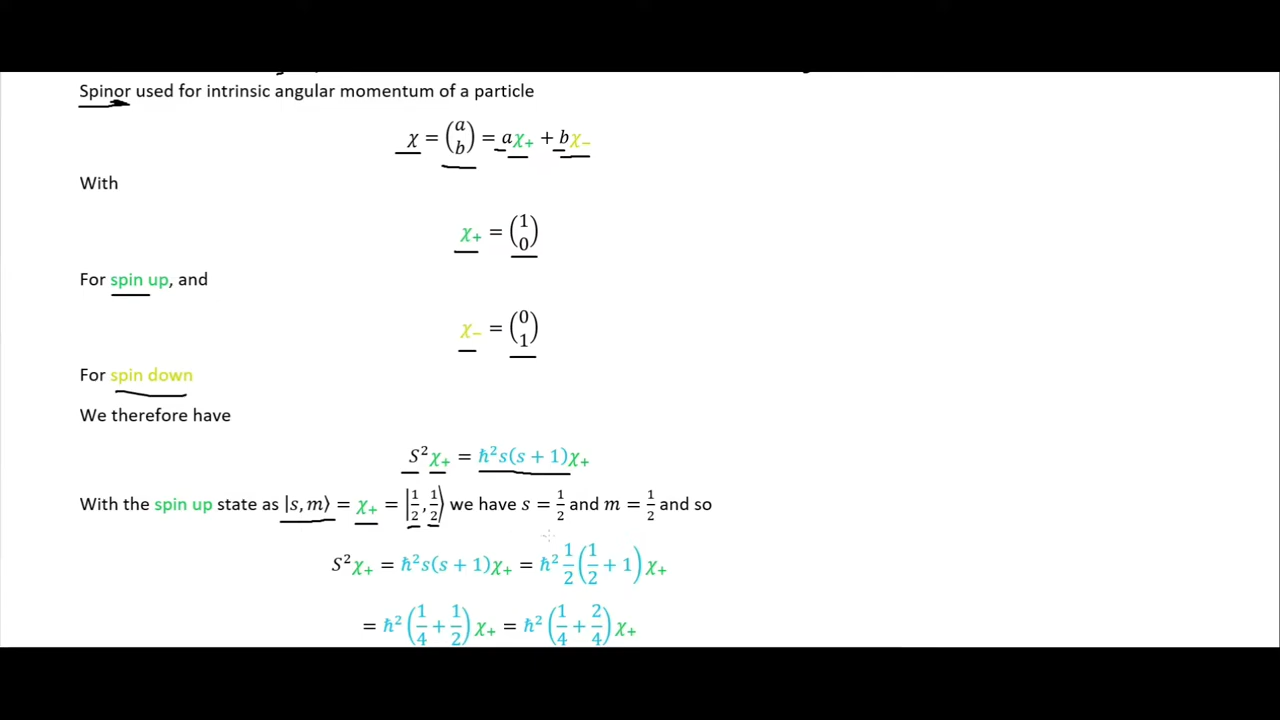 Spinor used for intrinsic angular momentum of a particle
χ = (a b) = aχ₊ + bχ₋
With
χ₊ = (1 0)
For spin up, and
χ₋ = (0 1)
For spin down
We therefore have
S²χ₊ = ħ²s(s + 1)χ₊
With the spin up state as |s, m⟩ = χ₊ = |1/2, 1/2⟩ we have s = 1/2 and m = 1/2 and so
S²χ₊ = ħ²s(s + 1)χ₊ = ħ² 1/2 (1/2 + 1) χ₊
= ħ² (1/4 + 1/2) χ₊ = ħ² (1/4 + 2/4) χ₊